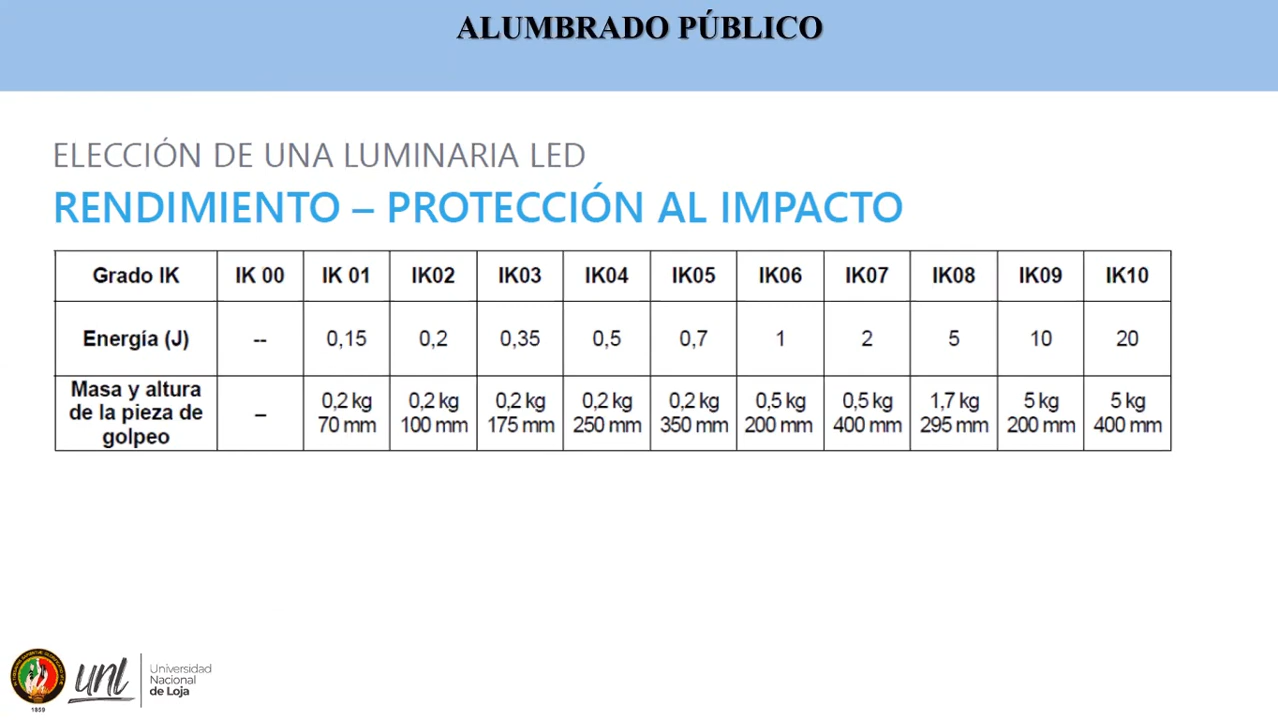 ALUMBRADO PÚBLICO
ELECCIÓN DE UNA LUMINARIA LED
RENDIMIENTO – PROTECCIÓN AL IMPACTO
Grado IK IK 00 IK 01 IK02 IK03 IK04 IK05 IK06 IK07 IK08 IK09 IK10
Energía (J) -- 0,15 0,2 0,35 0,5 0,7 1 2 5 10 20
Masa y altura
de la pieza de
golpeo
– 0,2 kg 0,2 kg 0,2 kg 0,2 kg 0,2 kg 0,5 kg 0,5 kg 1,7 kg 5 kg 5 kg
70 mm 100 mm 175 mm 250 mm 350 mm 200 mm 400 mm 295 mm 200 mm 400 mm
unl
Universidad
Nacional
de Loja
1859